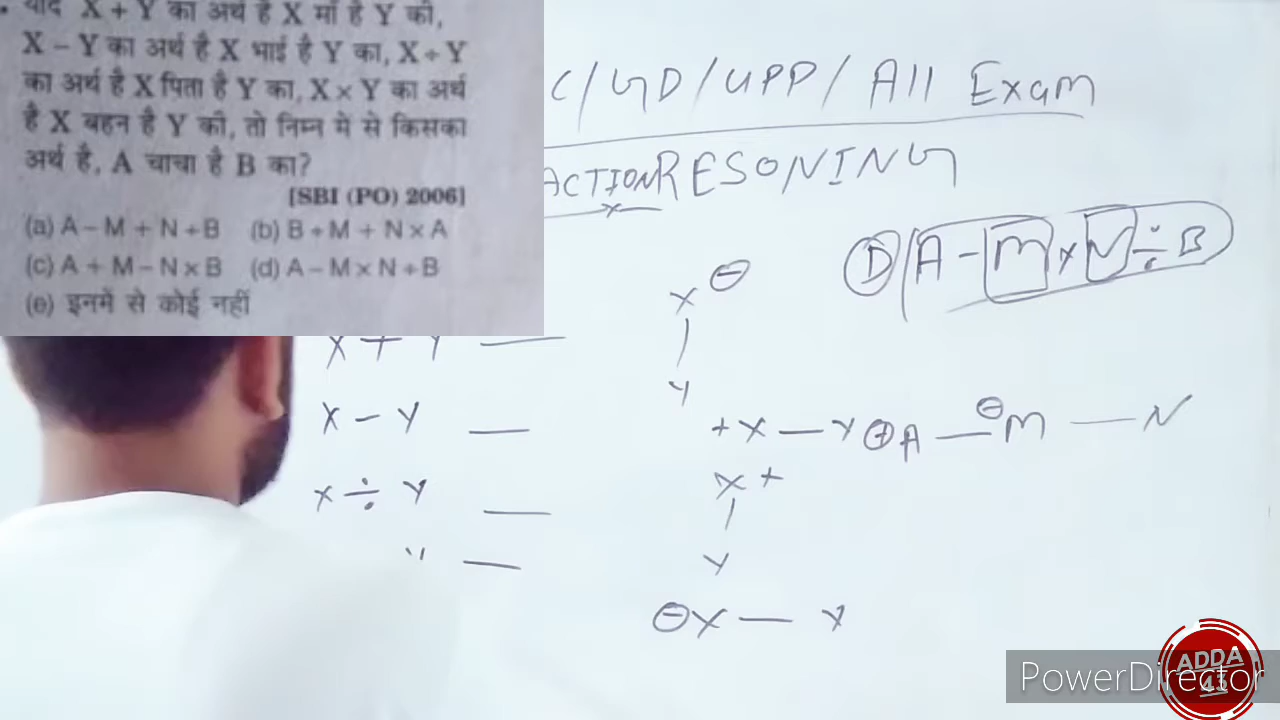 यदि X + Y का अर्थ है X माँ है Y की,
X – Y का अर्थ है X भाई है Y का, X ÷ Y
का अर्थ है X पिता है Y का, X × Y का अर्थ
है X बहन है Y की, तो निम्न में से किसका
अर्थ है, A चाचा है B का?
[SBI (PO) 2006]
(a) A – M + N ÷ B (b) B ÷ M + N × A
(c) A + M – N × B (d) A – M × N ÷ B
(e) इनमें से कोई नहीं
C/GD/UPP/All Exam
ACTION RESONING
D A – M × N ÷ B
X ⊖
Y
X + Y —
X – Y —
X ÷ Y —
Y —
+ X — Y
⊕ A — ⊖ M — N
X +
Y
⊖ X — Y
ADDA
43
PowerDirector